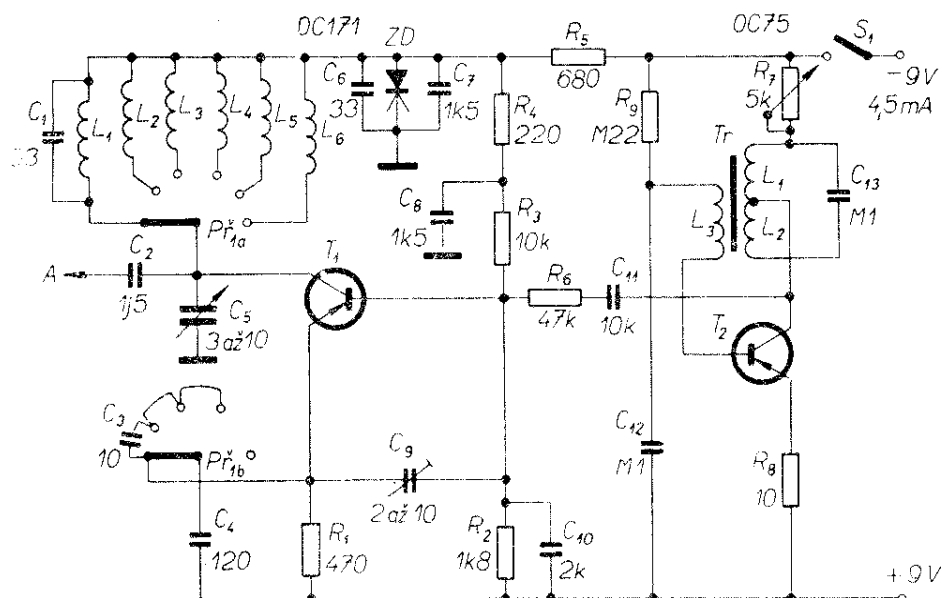 OC171
OC75
ZD
S1
C1
33
L1
L2
L3
L4
L5
L6
C6
33
C7
1k5
R5
680
-9V
4,5mA
R7
5k
R4
220
R9
M22
Tr
L1
L2
L3
C13
M1
C8
1k5
R3
10k
Př1a
C2
1j5
A
T1
R6
47k
C11
10k
C5
3až10
T2
C3
10
Př1b
C9
2až10
C12
M1
R8
10
C4
120
R1
470
R2
1k8
C10
2k
+9V